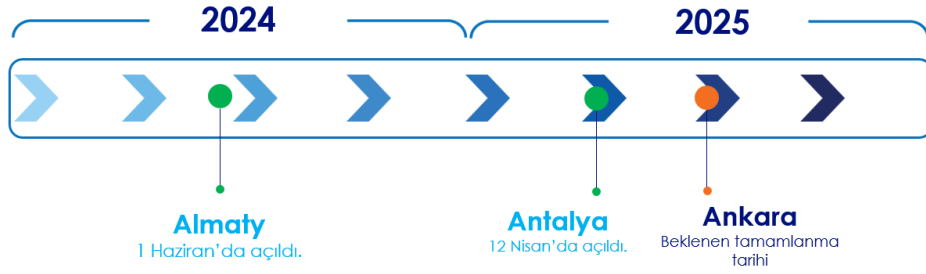 2024
2025
Almaty
1 Haziran'da açıldı.
Antalya
12 Nisan'da açıldı.
Ankara
Beklenen tamamlanma
tarihi